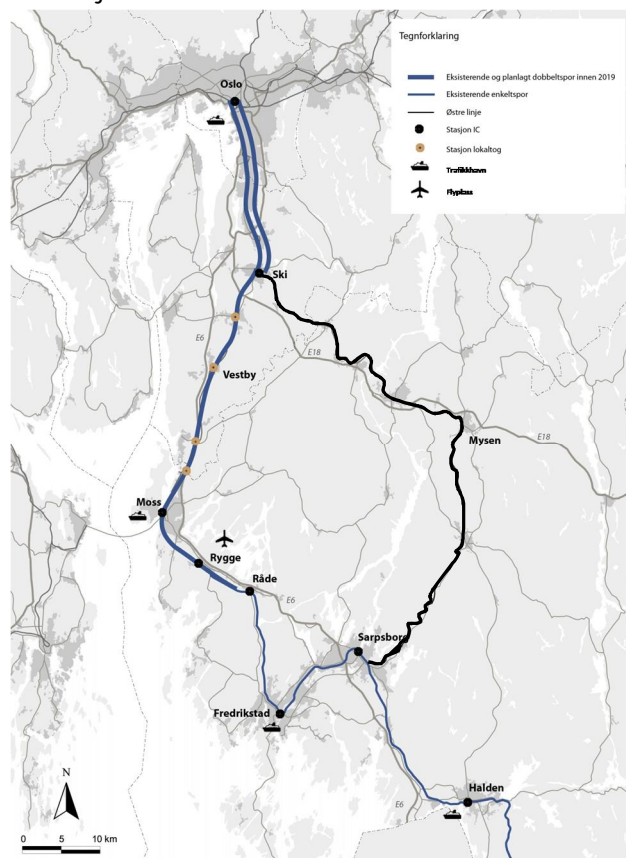 Tegnforklaring
Eksisterende og planlagt dobbeltspor innen 2019
Eksisterende enkeltspor
Østre linje
Stasjon IC
Stasjon lokaltog
Trafikkhavn
Flyplass
Oslo
Ski
E6
E18
Vestby
Mysen
E18
Moss
Rygge
Råde
E6
Sarpsborg
Fredrikstad
Halden
E6
N
0 5 10 km